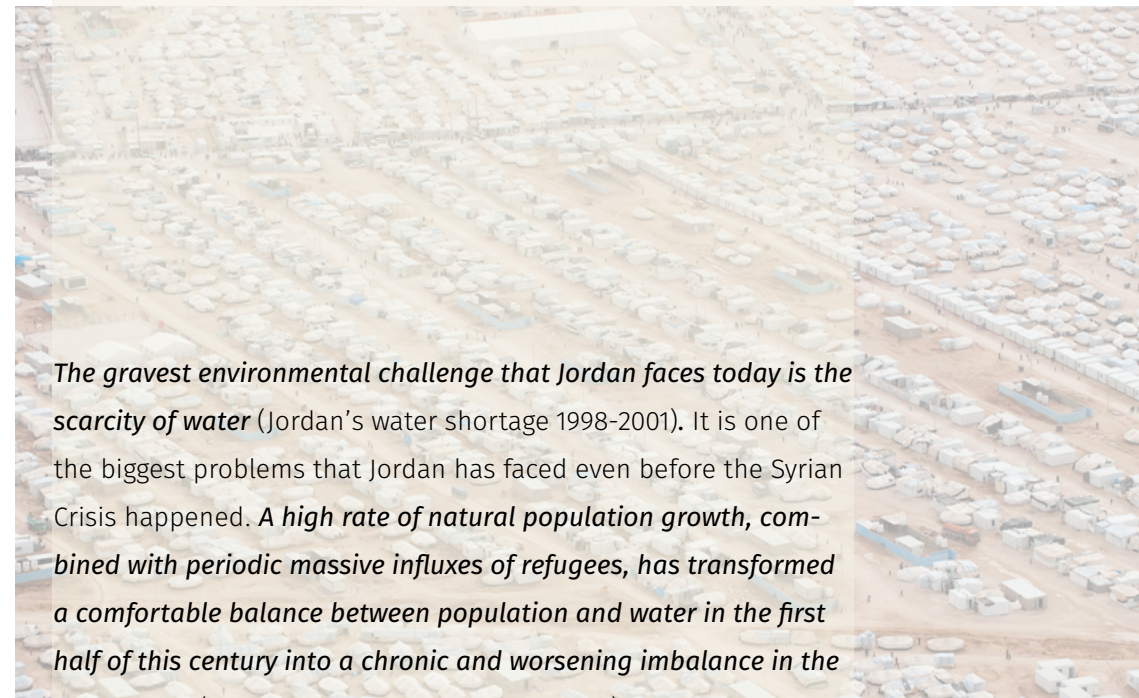 The gravest environmental challenge that Jordan faces today is the
scarcity of water (Jordan’s water shortage 1998-2001). It is one of
the biggest problems that Jordan has faced even before the Syrian
Crisis happened. A high rate of natural population growth, com-
bined with periodic massive influxes of refugees, has transformed
a comfortable balance between population and water in the first
half of this century into a chronic and worsening imbalance in the